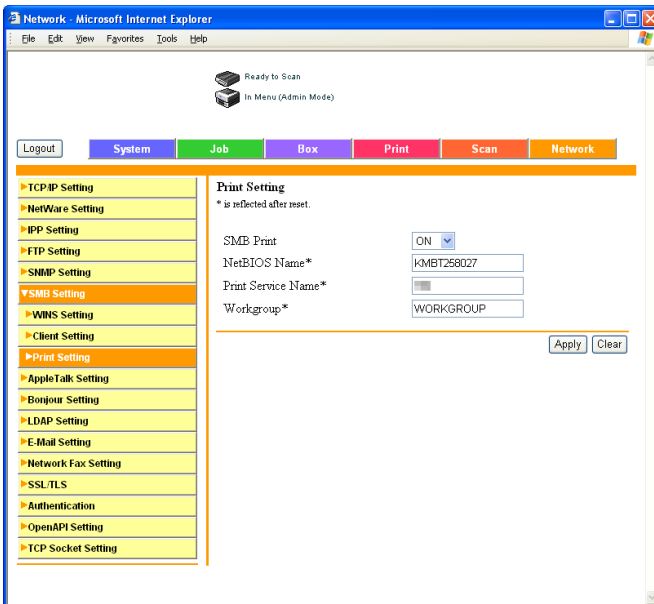 Network - Microsoft Internet Explorer
File Edit View Favorites Tools Help
Ready to Scan
In Menu (Admin Mode)
Logout System Job Box Print Scan Network
TCP/IP Setting
NetWare Setting
IPP Setting
FTP Setting
SNMP Setting
SMB Setting
WINS Setting
Client Setting
Print Setting
AppleTalk Setting
Bonjour Setting
LDAP Setting
E-Mail Setting
Network Fax Setting
SSL/TLS
Authentication
OpenAPI Setting
TCP Socket Setting
Print Setting
* is reflected after reset.
SMB Print ON
NetBIOS Name* KMBT258027
Print Service Name*
Workgroup* WORKGROUP
Apply Clear